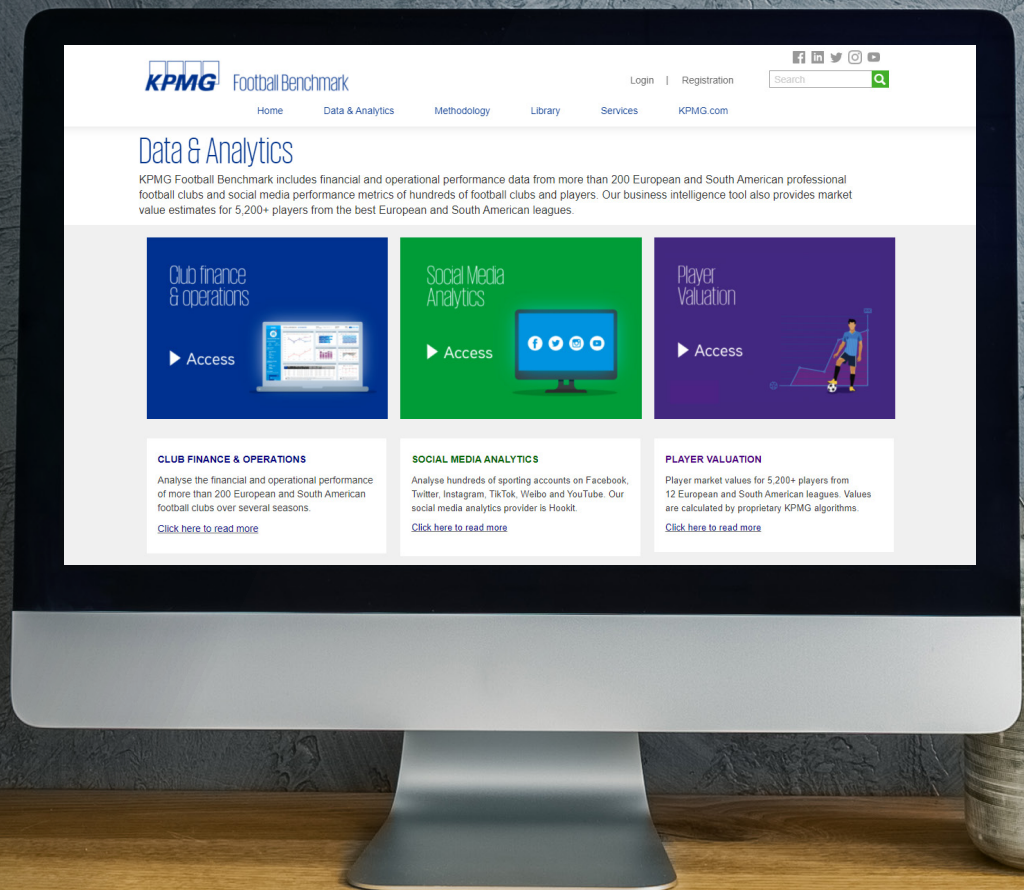 KPMG Football Benchmark
Login | Registration
Search
Home Data & Analytics Methodology Library Services KPMG.com
Data & Analytics
KPMG Football Benchmark includes financial and operational performance data from more than 200 European and South American professional
football clubs and social media performance metrics of hundreds of football clubs and players. Our business intelligence tool also provides market
value estimates for 5,200+ players from the best European and South American leagues.
Club finance
& operations
Access
Social Media
Analytics
Access
Player
Valuation
Access
CLUB FINANCE & OPERATIONS
Analyse the financial and operational performance
of more than 200 European and South American
football clubs over several seasons.
Click here to read more
SOCIAL MEDIA ANALYTICS
Analyse hundreds of sporting accounts on Facebook,
Twitter, Instagram, TikTok, Weibo and YouTube. Our
social media analytics provider is Hookit.
Click here to read more
PLAYER VALUATION
Player market values for 5,200+ players from
12 European and South American leagues. Values
are calculated by proprietary KPMG algorithms.
Click here to read more